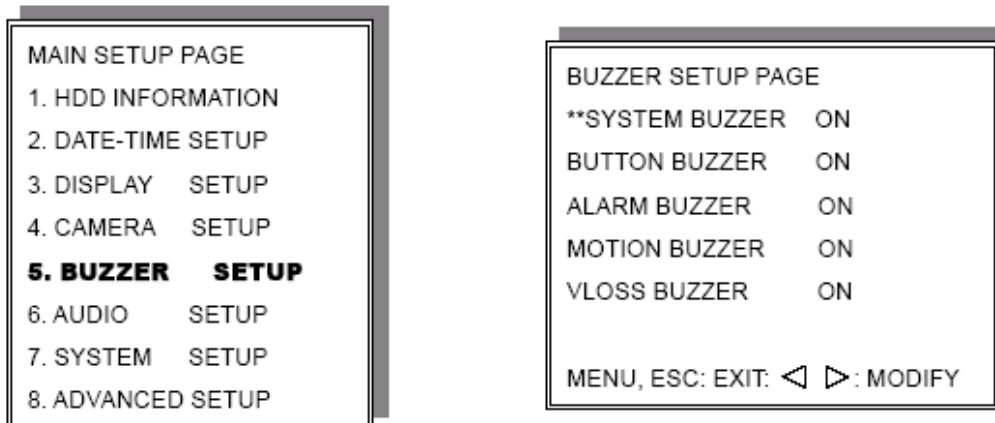 MAIN SETUP PAGE
1. HDD INFORMATION
2. DATE-TIME SETUP
3. DISPLAY SETUP
4. CAMERA SETUP
5. BUZZER SETUP
6. AUDIO SETUP
7. SYSTEM SETUP
8. ADVANCED SETUP
BUZZER SETUP PAGE
**SYSTEM BUZZER ON
BUTTON BUZZER ON
ALARM BUZZER ON
MOTION BUZZER ON
VLOSS BUZZER ON
MENU, ESC: EXIT: ◁ ▷: MODIFY